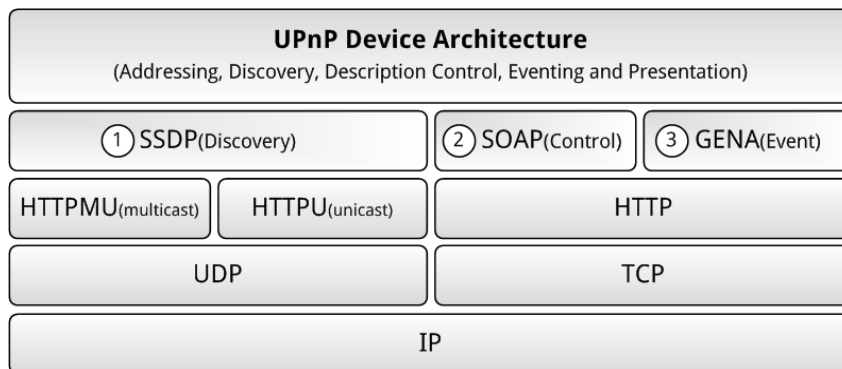 UPnP Device Architecture
(Addressing, Discovery, Description Control, Eventing and Presentation)
1 SSDP(Discovery)
2 SOAP(Control)
3 GENA(Event)
HTTPMU(multicast)
HTTPU(unicast)
HTTP
UDP
TCP
IP